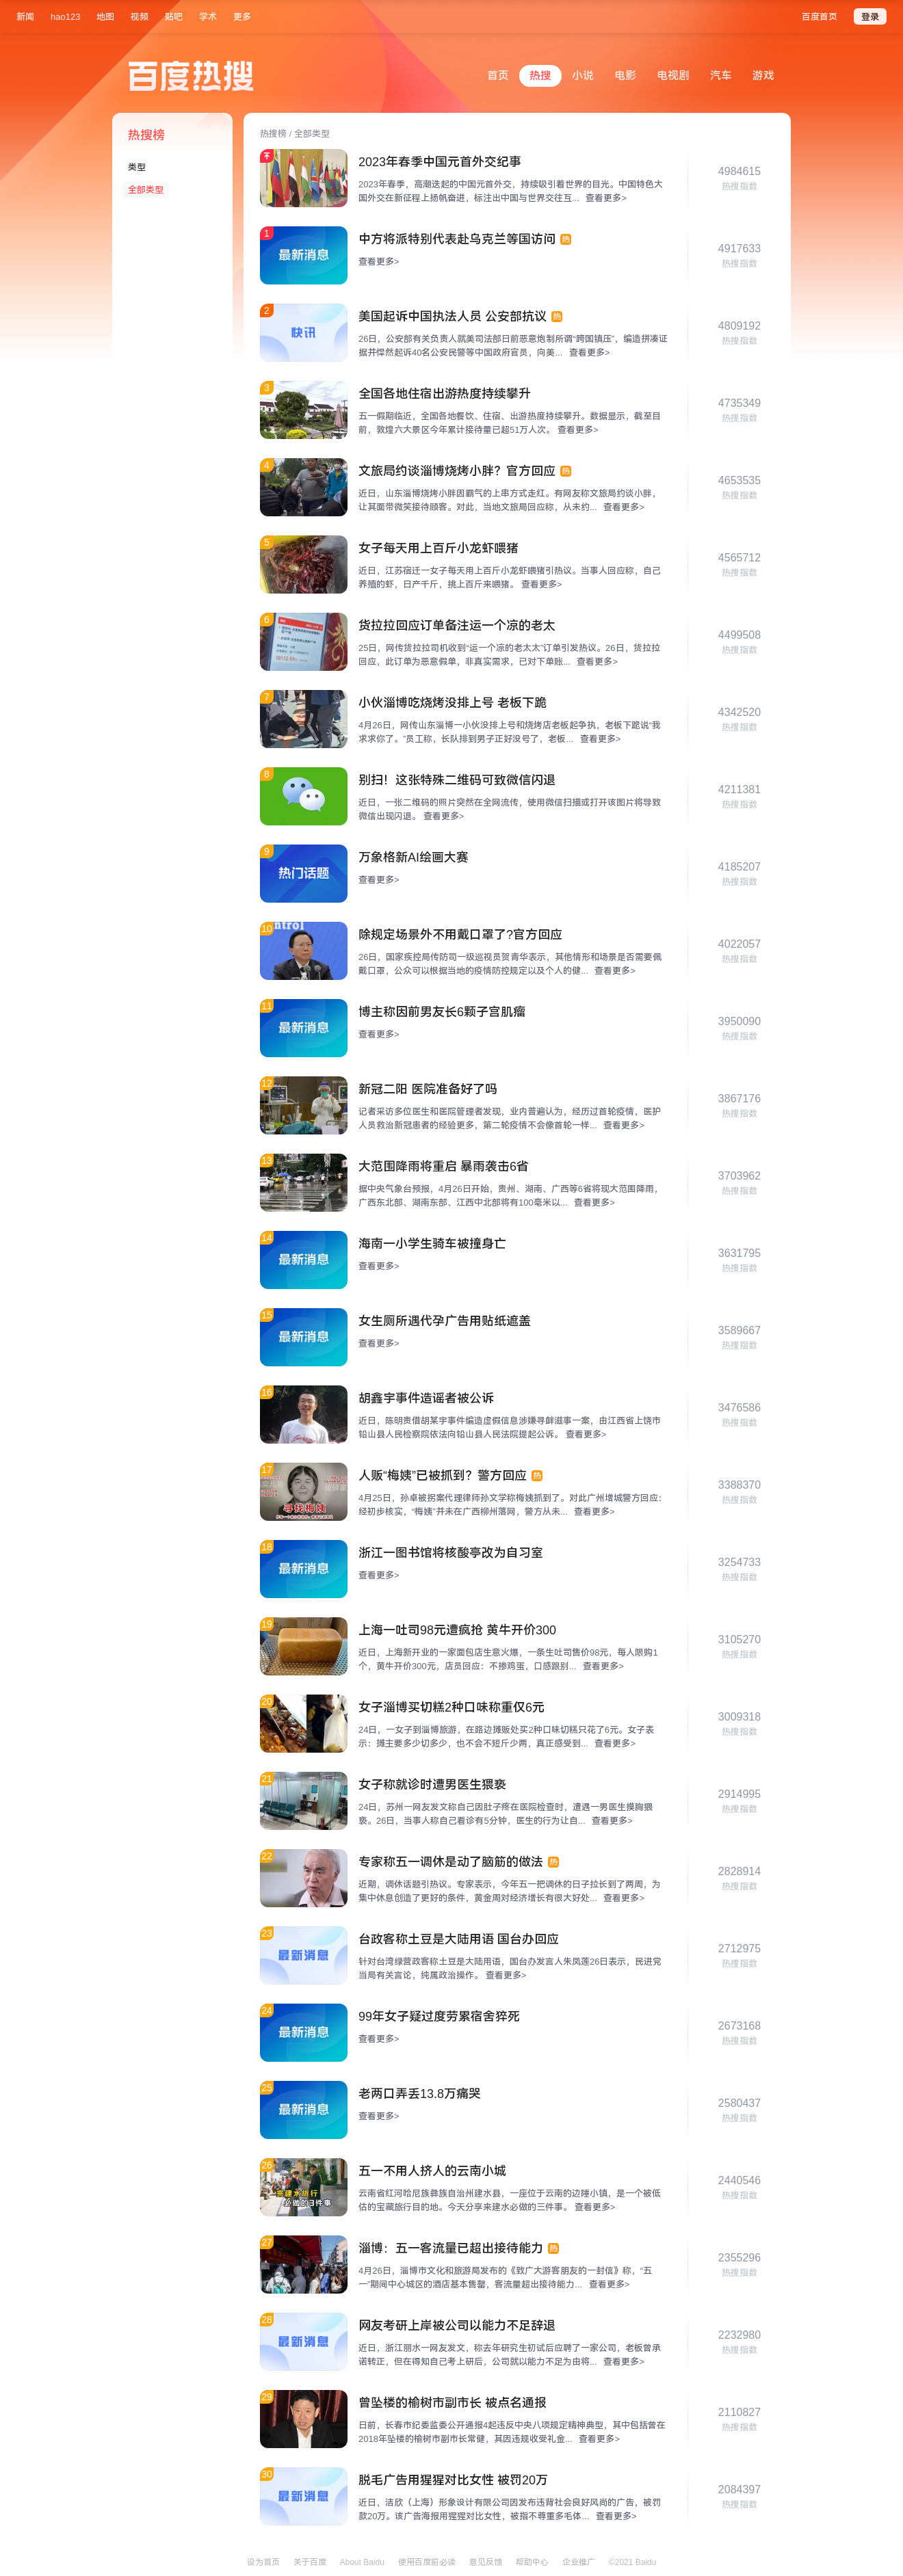 新闻 hao123 地图 视频 贴吧 学术 更多 百度首页 登录
百度热搜 首页 热搜 小说 电影 电视剧 汽车 游戏
热搜榜
类型
全部类型
热搜榜 / 全部类型
2023年春季中国元首外交纪事
2023年春季，高潮迭起的中国元首外交，持续吸引着世界的目光。中国特色大
国外交在新征程上扬帆奋进，标注出中国与世界交往互... 查看更多>
4984615
热搜指数
1
最新消息
中方将派特别代表赴乌克兰等国访问 热
查看更多>
4917633
热搜指数
2
快讯
美国起诉中国执法人员 公安部抗议 热
26日，公安部有关负责人就美司法部日前恶意炮制所谓“跨国镇压”，编造拼凑证
据并悍然起诉40名公安民警等中国政府官员，向美... 查看更多>
4809192
热搜指数
3
全国各地住宿出游热度持续攀升
五一假期临近，全国各地餐饮、住宿、出游热度持续攀升。数据显示，截至目
前，敦煌六大景区今年累计接待量已超51万人次。 查看更多>
4735349
热搜指数
4
文旅局约谈淄博烧烤小胖？官方回应 热
近日，山东淄博烧烤小胖因霸气的上串方式走红。有网友称文旅局约谈小胖，
让其面带微笑接待顾客。对此，当地文旅局回应称，从未约... 查看更多>
4653535
热搜指数
5
女子每天用上百斤小龙虾喂猪
近日，江苏宿迁一女子每天用上百斤小龙虾喂猪引热议。当事人回应称，自己
养殖的虾，日产千斤，挑上百斤来喂猪。 查看更多>
4565712
热搜指数
6
货拉拉回应订单备注运一个凉的老太
25日，网传货拉拉司机收到“运一个凉的老太太”订单引发热议。26日，货拉拉
回应，此订单为恶意假单，非真实需求，已对下单账... 查看更多>
4499508
热搜指数
7
小伙淄博吃烧烤没排上号 老板下跪
4月26日，网传山东淄博一小伙没排上号和烧烤店老板起争执，老板下跪说“我
求求你了。”员工称，长队排到男子正好没号了，老板... 查看更多>
4342520
热搜指数
8
别扫！这张特殊二维码可致微信闪退
近日，一张二维码的照片突然在全网流传，使用微信扫描或打开该图片将导致
微信出现闪退。 查看更多>
4211381
热搜指数
9
热门话题
万象格新AI绘画大赛
查看更多>
4185207
热搜指数
10
ntrol
除规定场景外不用戴口罩了?官方回应
26日，国家疾控局传防司一级巡视员贺青华表示，其他情形和场景是否需要佩
戴口罩，公众可以根据当地的疫情防控规定以及个人的健... 查看更多>
4022057
热搜指数
11
最新消息
博主称因前男友长6颗子宫肌瘤
查看更多>
3950090
热搜指数
12
新冠二阳 医院准备好了吗
记者采访多位医生和医院管理者发现，业内普遍认为，经历过首轮疫情，医护
人员救治新冠患者的经验更多，第二轮疫情不会像首轮一样... 查看更多>
3867176
热搜指数
13
大范围降雨将重启 暴雨袭击6省
据中央气象台预报，4月26日开始，贵州、湖南、广西等6省将现大范围降雨，
广西东北部、湖南东部、江西中北部将有100毫米以... 查看更多>
3703962
热搜指数
14
最新消息
海南一小学生骑车被撞身亡
查看更多>
3631795
热搜指数
15
最新消息
女生厕所遇代孕广告用贴纸遮盖
查看更多>
3589667
热搜指数
16
胡鑫宇事件造谣者被公诉
近日，陈明贵借胡某宇事件编造虚假信息涉嫌寻衅滋事一案，由江西省上饶市
铅山县人民检察院依法向铅山县人民法院提起公诉。 查看更多>
3476586
热搜指数
17
寻找梅姨
人贩“梅姨”已被抓到？警方回应 热
4月25日，孙卓被拐案代理律师孙文学称梅姨抓到了。对此广州增城警方回应：
经初步核实，“梅姨”并未在广西柳州落网，警方从未... 查看更多>
3388370
热搜指数
18
最新消息
浙江一图书馆将核酸亭改为自习室
查看更多>
3254733
热搜指数
19
上海一吐司98元遭疯抢 黄牛开价300
近日，上海新开业的一家面包店生意火爆，一条生吐司售价98元，每人限购1
个，黄牛开价300元，店员回应：不掺鸡蛋，口感跟别... 查看更多>
3105270
热搜指数
20
女子淄博买切糕2种口味称重仅6元
24日，一女子到淄博旅游，在路边摊贩处买2种口味切糕只花了6元。女子表
示：摊主要多少切多少，也不会不短斤少两，真正感受到... 查看更多>
3009318
热搜指数
21
女子称就诊时遭男医生猥亵
24日，苏州一网友发文称自己因肚子疼在医院检查时，遭遇一男医生摸胸猥
亵。26日，当事人称自己看诊有5分钟，医生的行为让自... 查看更多>
2914995
热搜指数
22
专家称五一调休是动了脑筋的做法 热
近期，调休话题引热议。专家表示，今年五一把调休的日子拉长到了两周，为
集中休息创造了更好的条件，黄金周对经济增长有很大好处... 查看更多>
2828914
热搜指数
23
最新消息
台政客称土豆是大陆用语 国台办回应
针对台湾绿营政客称土豆是大陆用语，国台办发言人朱凤莲26日表示，民进党
当局有关言论，纯属政治操作。 查看更多>
2712975
热搜指数
24
最新消息
99年女子疑过度劳累宿舍猝死
查看更多>
2673168
热搜指数
25
最新消息
老两口弄丢13.8万痛哭
查看更多>
2580437
热搜指数
26
去建水旅行
必做的3件事
五一不用人挤人的云南小城
云南省红河哈尼族彝族自治州建水县，一座位于云南的边陲小镇，是一个被低
估的宝藏旅行目的地。今天分享来建水必做的三件事。 查看更多>
2440546
热搜指数
27
淄博：五一客流量已超出接待能力 热
4月26日，淄博市文化和旅游局发布的《致广大游客朋友的一封信》称，“五
一”期间中心城区的酒店基本售罄，客流量超出接待能力... 查看更多>
2355296
热搜指数
28
最新消息
网友考研上岸被公司以能力不足辞退
近日，浙江丽水一网友发文，称去年研究生初试后应聘了一家公司，老板曾承
诺转正，但在得知自己考上研后，公司就以能力不足为由将... 查看更多>
2232980
热搜指数
29
曾坠楼的榆树市副市长 被点名通报
日前，长春市纪委监委公开通报4起违反中央八项规定精神典型，其中包括曾在
2018年坠楼的榆树市副市长常健，其因违规收受礼金... 查看更多>
2110827
热搜指数
30
最新消息
脱毛广告用猩猩对比女性 被罚20万
近日，洁欣（上海）形象设计有限公司因发布违背社会良好风尚的广告，被罚
款20万。该广告海报用猩猩对比女性，被指不尊重多毛体... 查看更多>
2084397
热搜指数
设为首页 关于百度 About Baidu 使用百度前必读 意见反馈 帮助中心 企业推广 ©2021 Baidu